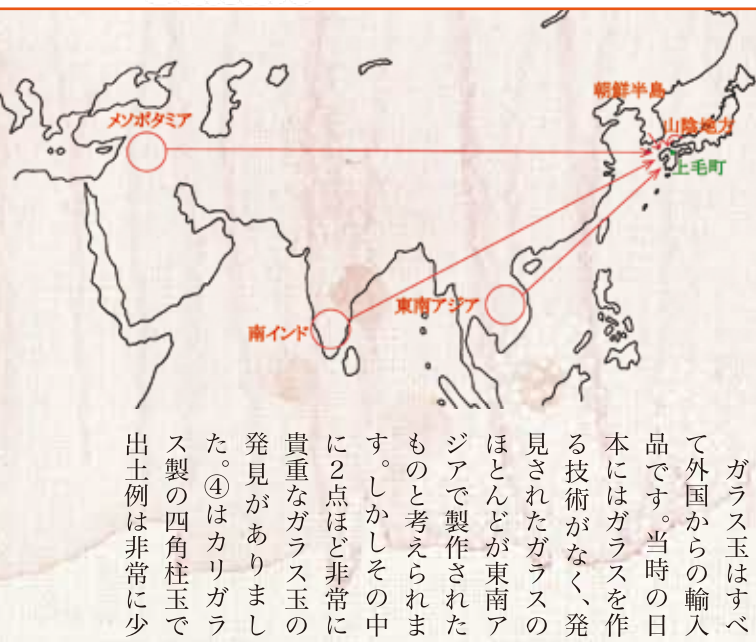 朝鮮半島
山陰地方
上毛町
メソポタミア
東南アジア
南インド
ガラス玉はすべ
て外国からの輸入
品です。当時の日
本にはガラスを作
る技術がなく、発
見されたガラスの
ほとんどが東南ア
ジアで製作された
ものと考えられま
す。しかしその中
に2点ほど非常に
貴重なガラス玉の
発見がありまし
た。④はカリガラ
ス製の四角柱玉で
出土例は非常に少